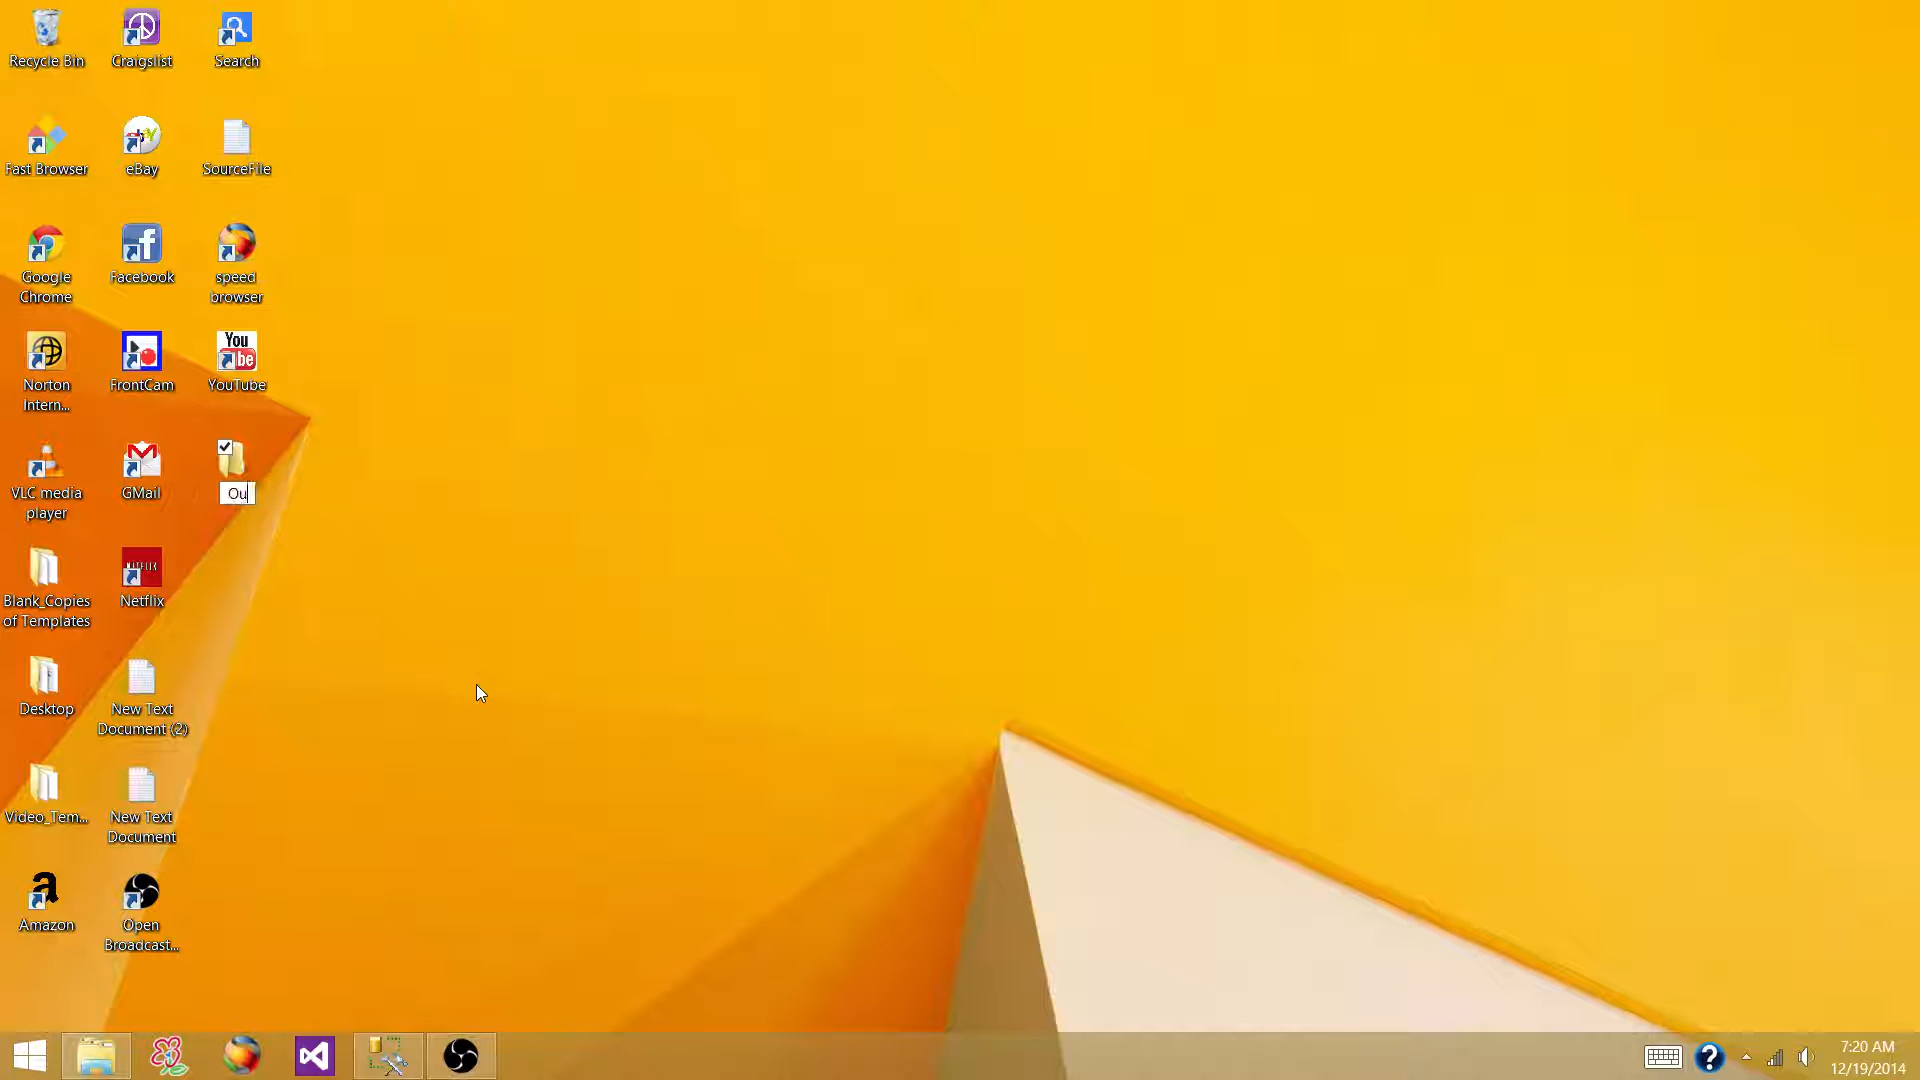 Recycle Bin
Craigslist
Search
Fast Browser
eBay
SourceFile
Google
Chrome
Facebook
speed
browser
Norton
Intern...
FrontCam
You
Tube
YouTube
VLC media
player
GMail
Ou
Blank_Copies
of Templates
NETFLIX
Netflix
Desktop
New Text
Document (2)
Video_Tem...
New Text
Document
a
Amazon
Open
Broadcast...
7:20 AM
12/19/2014